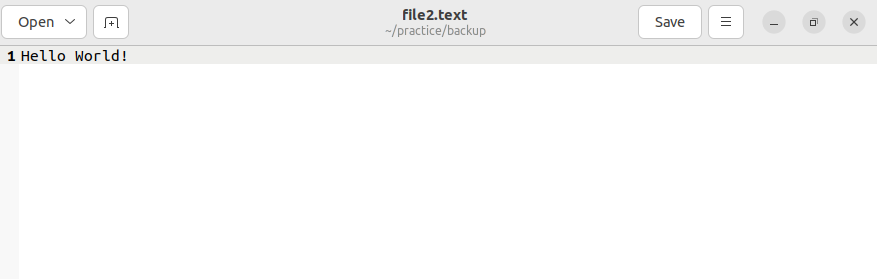 Open
file2.text
~/practice/backup
Save
1 Hello World!